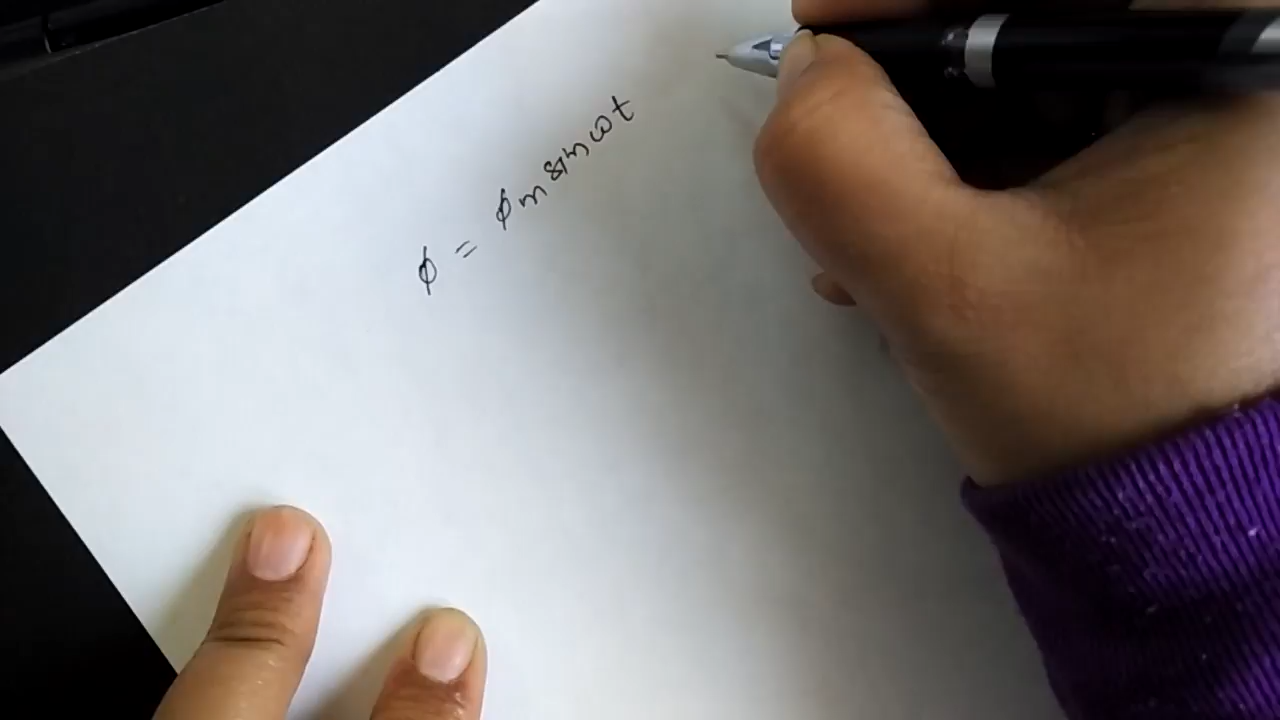 ϕ = ϕm sin ωt